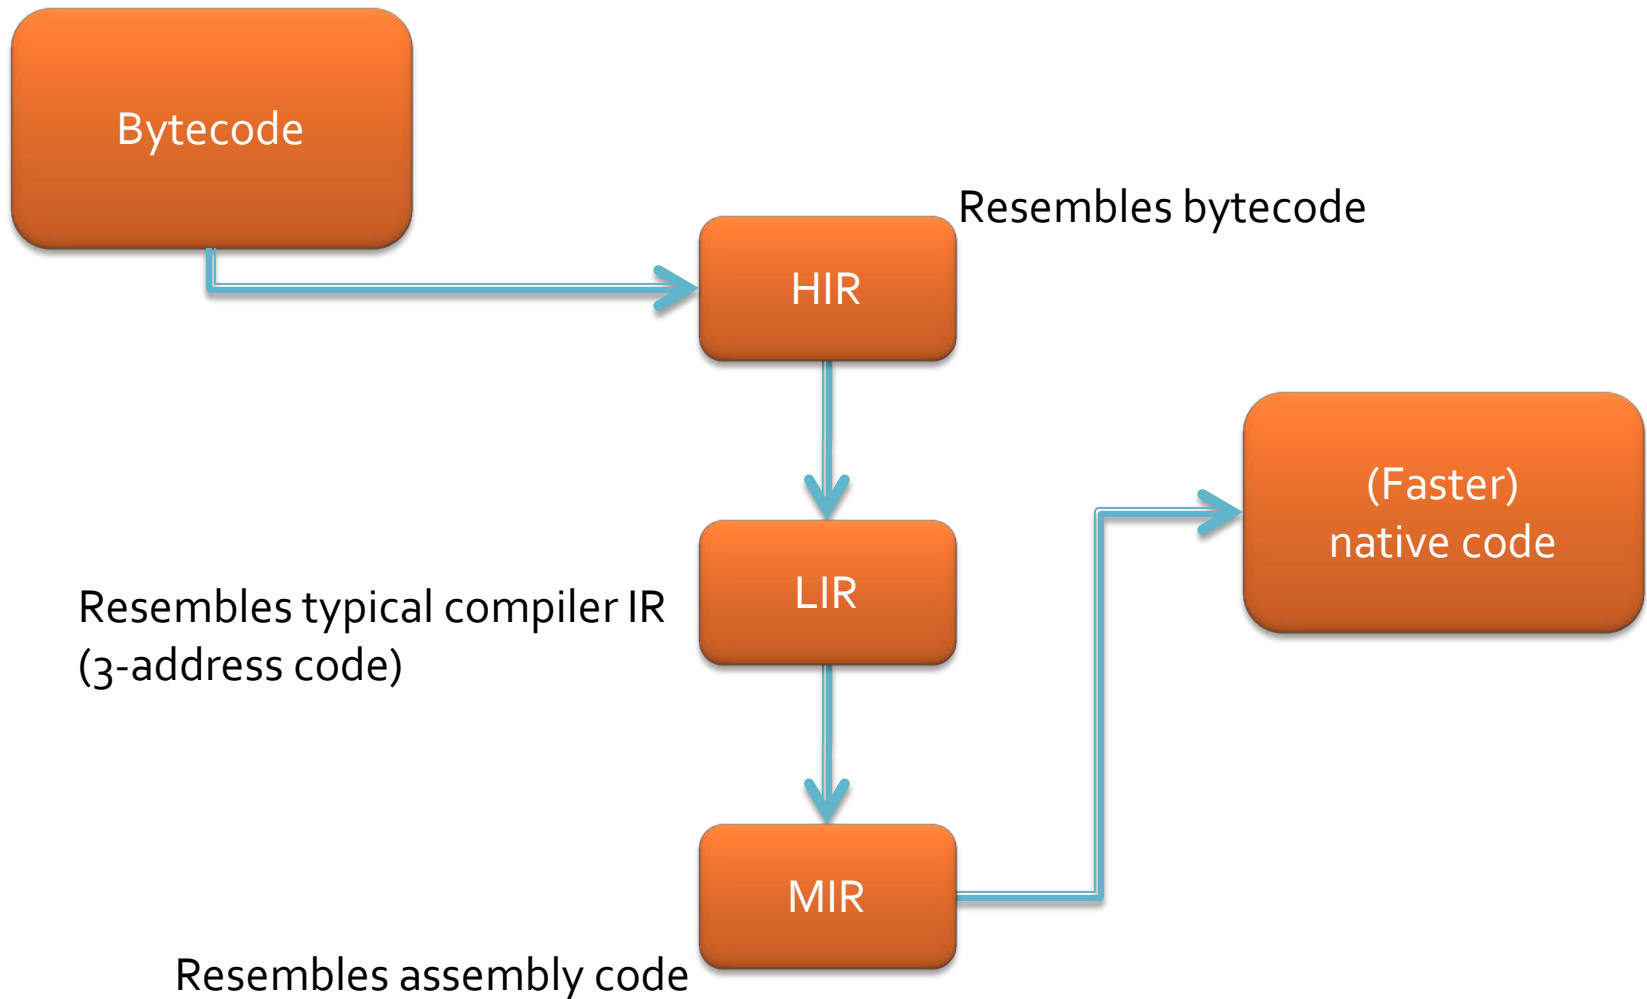 Bytecode
Resembles bytecode
HIR
(Faster)
native code
LIR
Resembles typical compiler IR
(3-address code)
MIR
Resembles assembly code